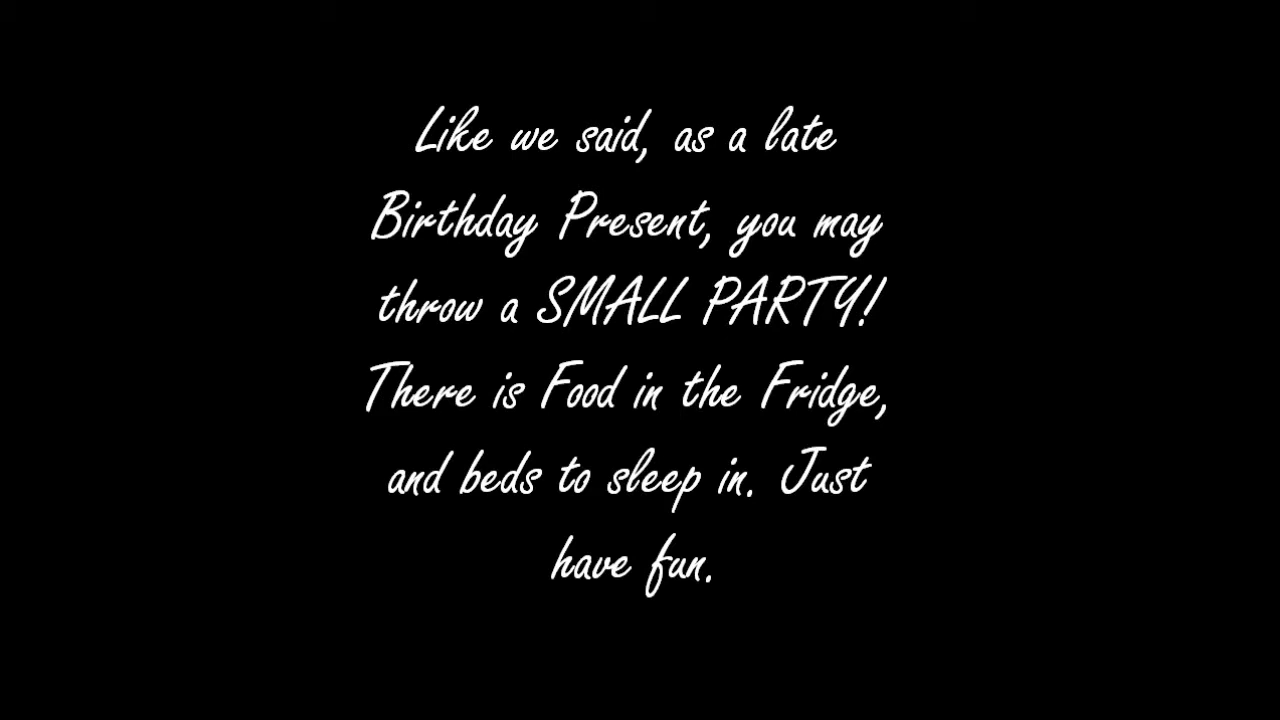 Like we said, as a late
Birthday Present, you may
throw a SMALL PARTY!
There is Food in the Fridge,
and beds to sleep in. Just
have fun.